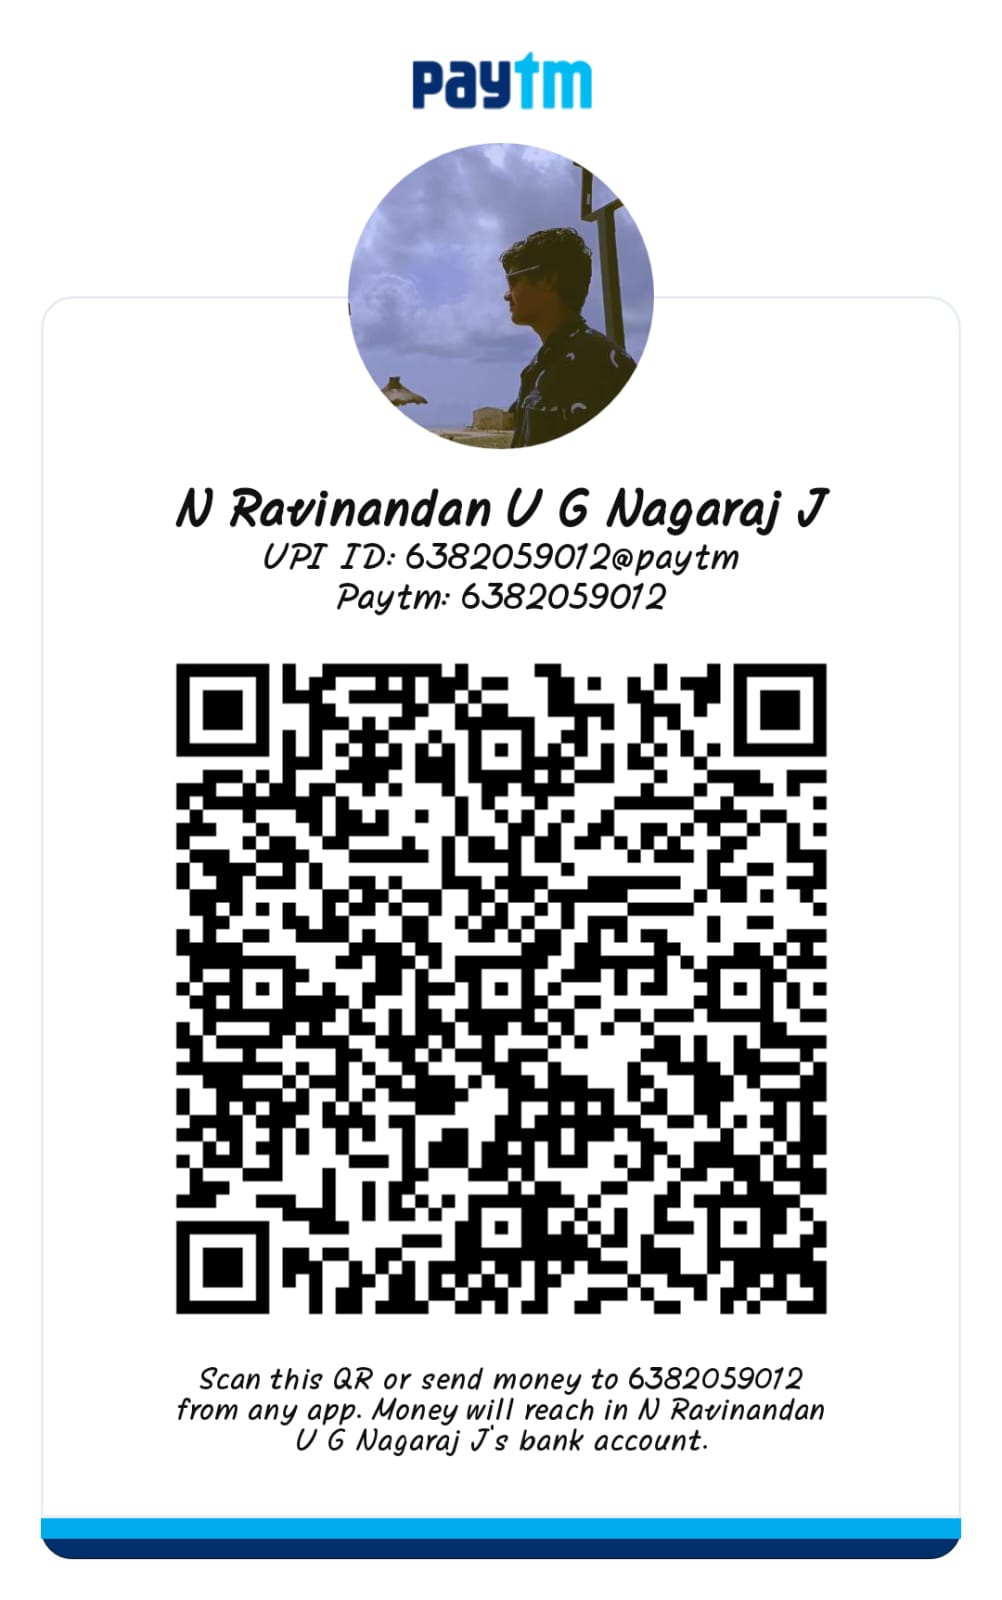 paytm
N Ravinandan U G Nagaraj J
UPI ID: 6382059012@paytm
Paytm: 6382059012
Scan this QR or send money to 6382059012
from any app. Money will reach in N Ravinandan
U G Nagaraj J's bank account.